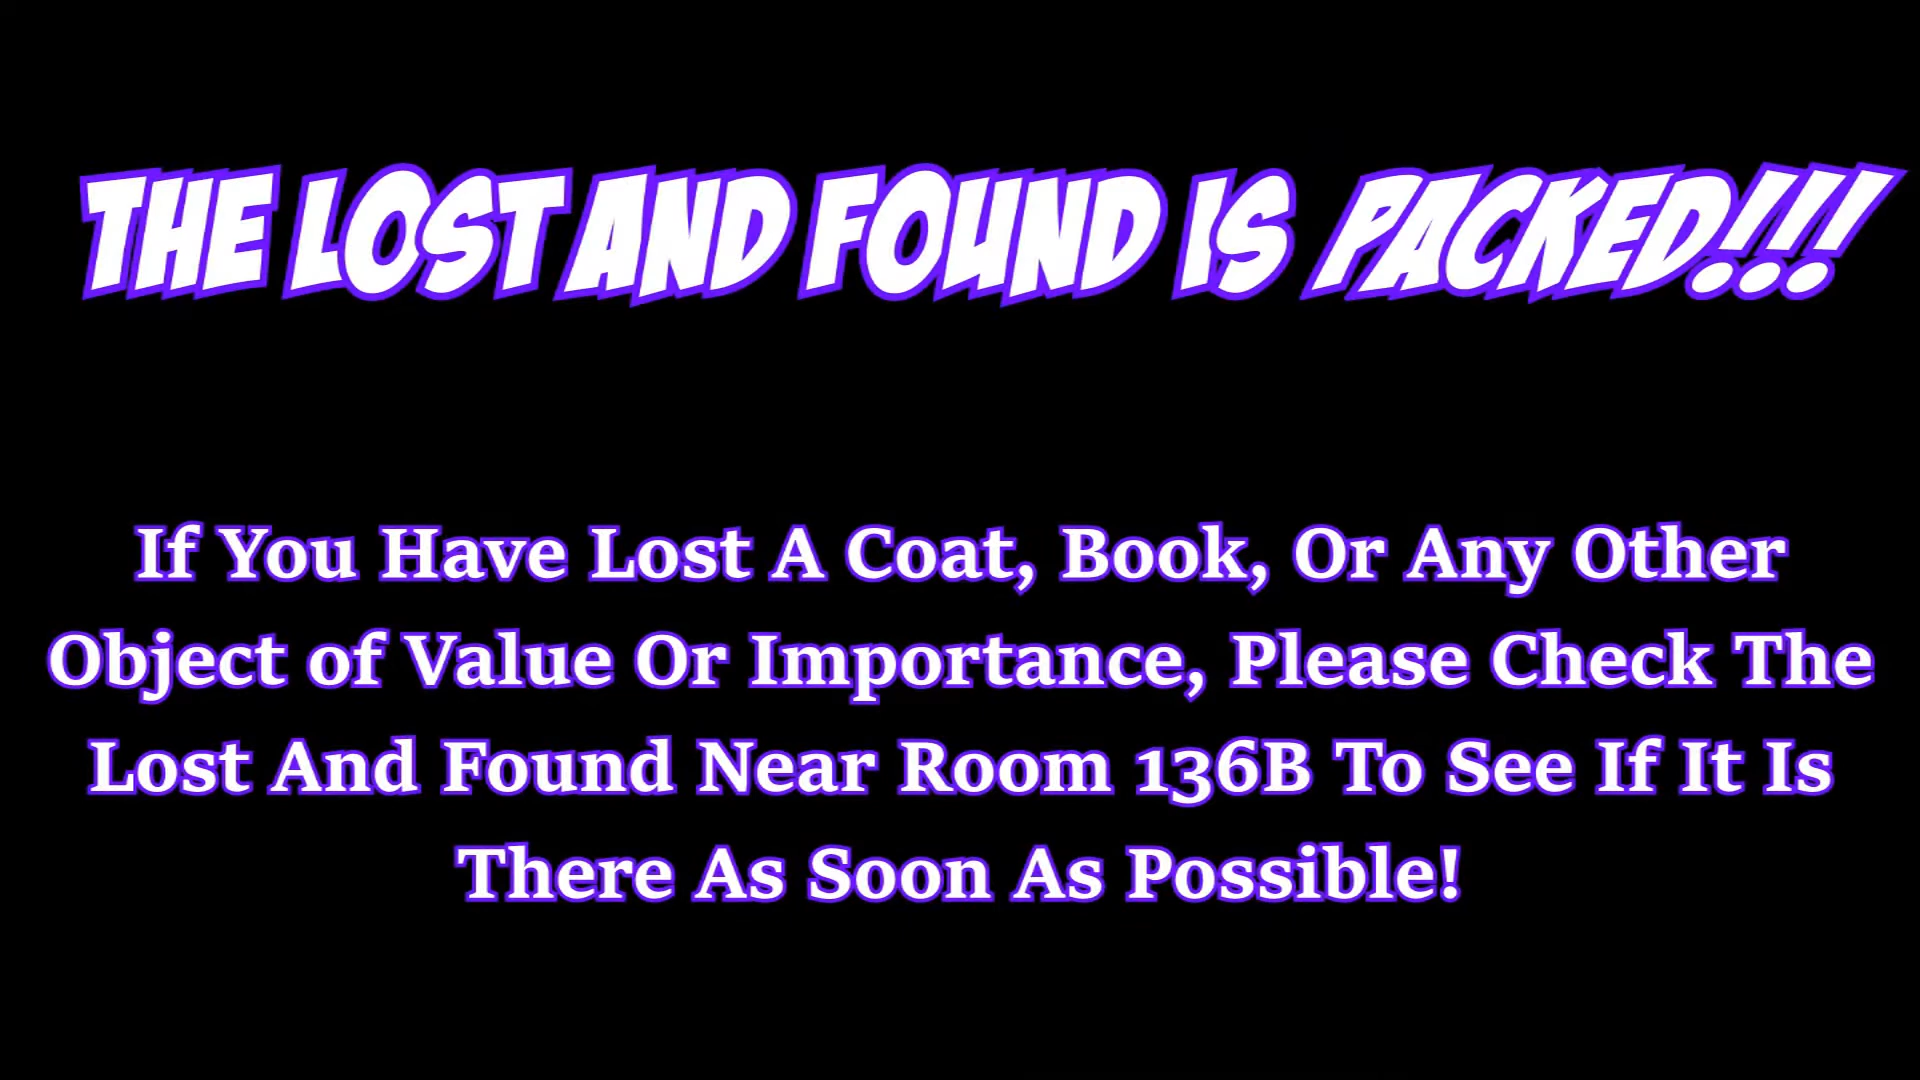 THE LOST AND FOUND IS PACKED!!!
If You Have Lost A Coat, Book, Or Any Other
Object of Value Or Importance, Please Check The
Lost And Found Near Room 136B To See If It Is
There As Soon As Possible!